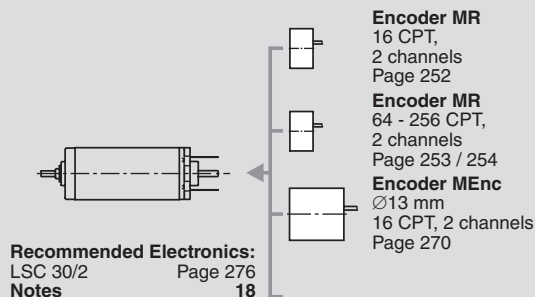 Encoder MR
16 CPT,
2 channels
Page 252
Encoder MR
64 - 256 CPT,
2 channels
Page 253 / 254
Encoder MEnc
∅13 mm
16 CPT, 2 channels
Page 270
Recommended Electronics:
LSC 30/2 Page 276
Notes 18